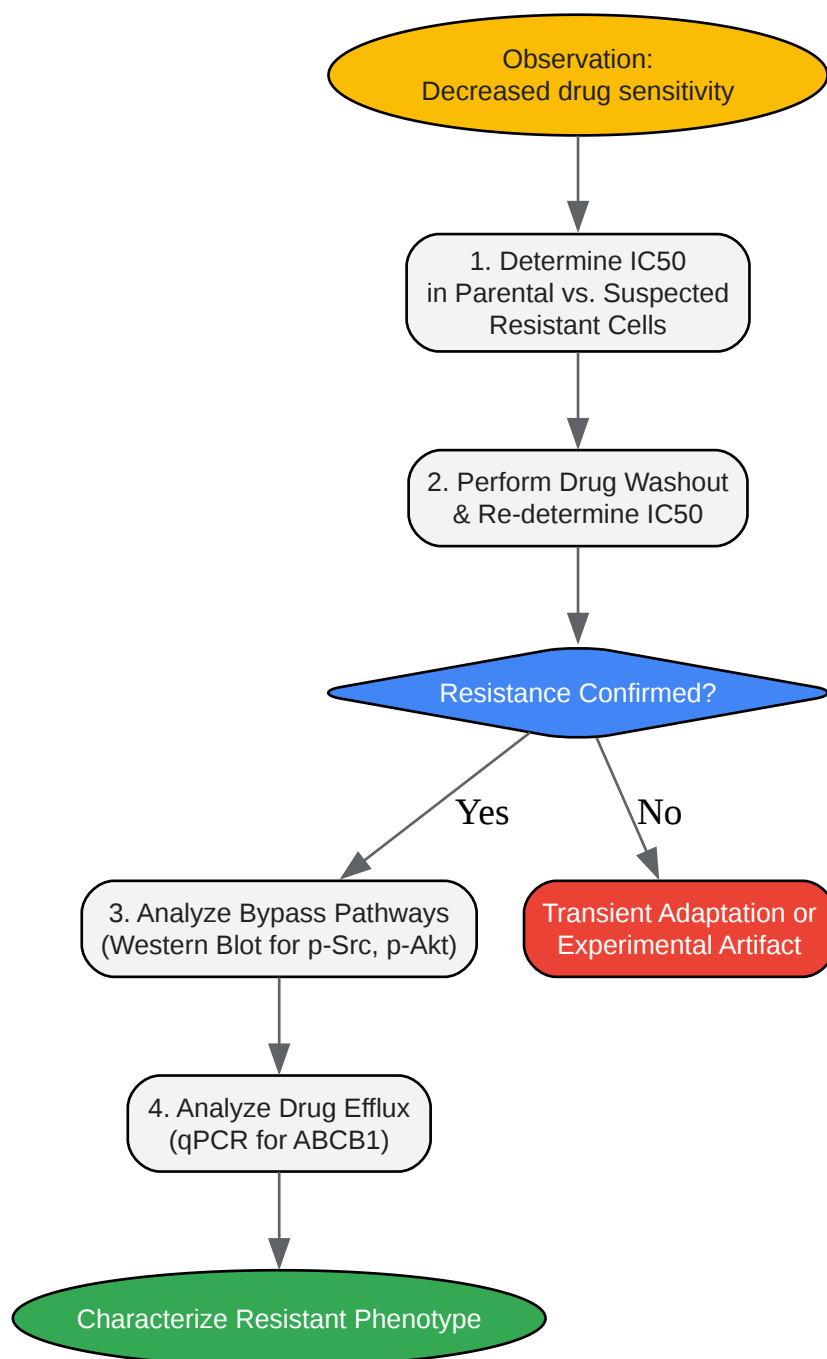 Observation:
Decreased drug sensitivity
1. Determine IC50
in Parental vs. Suspected
Resistant Cells
2. Perform Drug Washout
& Re-determine IC50
Resistance Confirmed?
Yes
No
3. Analyze Bypass Pathways
(Western Blot for p-Src, p-Akt)
Transient Adaptation or
Experimental Artifact
4. Analyze Drug Efflux
(qPCR for ABCB1)
Characterize Resistant Phenotype